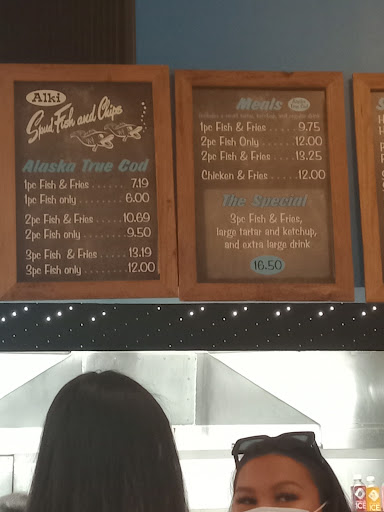 Alki
Spud Fish and Chips
Alaska True Cod
1pc Fish & Fries ...... 7.19
1pc Fish only ......... 6.00
2pc Fish & Fries ...... 10.69
2pc Fish only ......... 9.50
3pc Fish & Fries ...... 13.19
3pc Fish only ......... 12.00
Meals
1pc Fish & Fries ...... 9.75
2pc Fish Only ......... 12.00
2pc Fish & Fries ...... 13.25
Chicken & Fries ....... 12.00
The Special
3pc Fish & Fries,
large tartar and ketchup,
and extra large drink
16.50
ICE
ICE